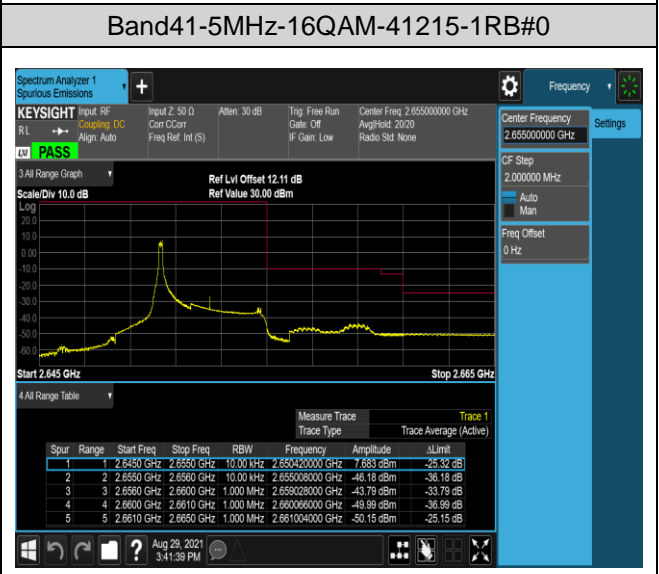 Band41-5MHz-16QAM-41215-1RB#0
Spectrum Analyzer 1
Spurious Emissions
+
Frequency
KEYSIGHT
RL
Input: RF
Coupling: DC
Align: Auto
Input Z: 50 Ω
Corr CCorr
Freq Ref: Int (S)
Atten: 30 dB
Trig: Free Run
Gate: Off
IF Gain: Low
Center Freq: 2.655000000 GHz
Avg|Hold: 20/20
Radio Std: None
LXI PASS
Center Frequency
2.655000000 GHz
Settings
CF Step
2.000000 MHz
Auto
Man
Freq Offset
0 Hz
3 All Range Graph
Scale/Div 10.0 dB
Ref Lvl Offset 12.11 dB
Ref Value 30.00 dBm
Log
20.0
10.0
0.00
-10.0
-20.0
-30.0
-40.0
-50.0
-60.0
Start 2.645 GHz Stop 2.665 GHz
4 All Range Table
Measure Trace Trace 1
Trace Type Trace Average (Active)
Spur Range Start Freq Stop Freq RBW Frequency Amplitude ΔLimit
1 1 2.6450 GHz 2.6550 GHz 10.00 kHz 2.650420000 GHz 7.683 dBm -25.32 dB
2 2 2.6550 GHz 2.6560 GHz 10.00 kHz 2.655008000 GHz -46.18 dBm -36.18 dB
3 3 2.6560 GHz 2.6600 GHz 1.000 MHz 2.659028000 GHz -43.79 dBm -33.79 dB
4 4 2.6600 GHz 2.6610 GHz 1.000 MHz 2.660066000 GHz -49.99 dBm -36.99 dB
5 5 2.6610 GHz 2.6650 GHz 1.000 MHz 2.661004000 GHz -50.15 dBm -25.15 dB
?
Aug 29, 2021
3:41:39 PM